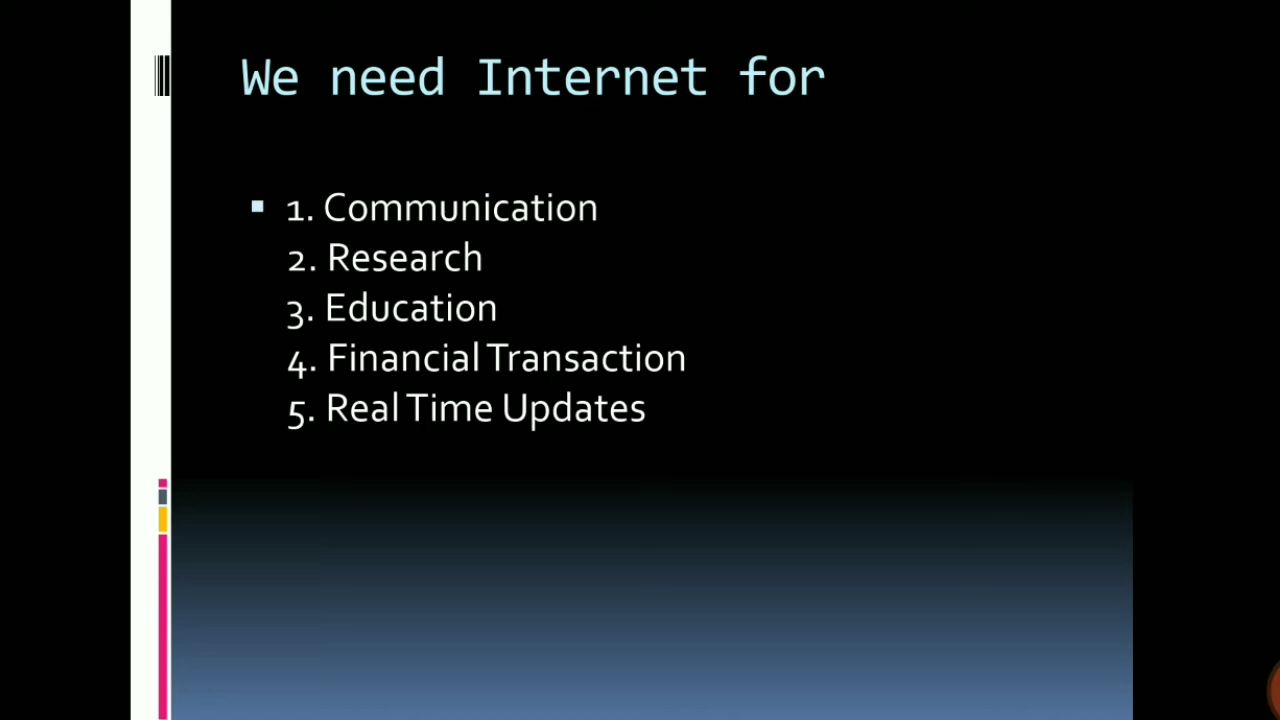 We need Internet for
1. Communication
2. Research
3. Education
4. Financial Transaction
5. Real Time Updates